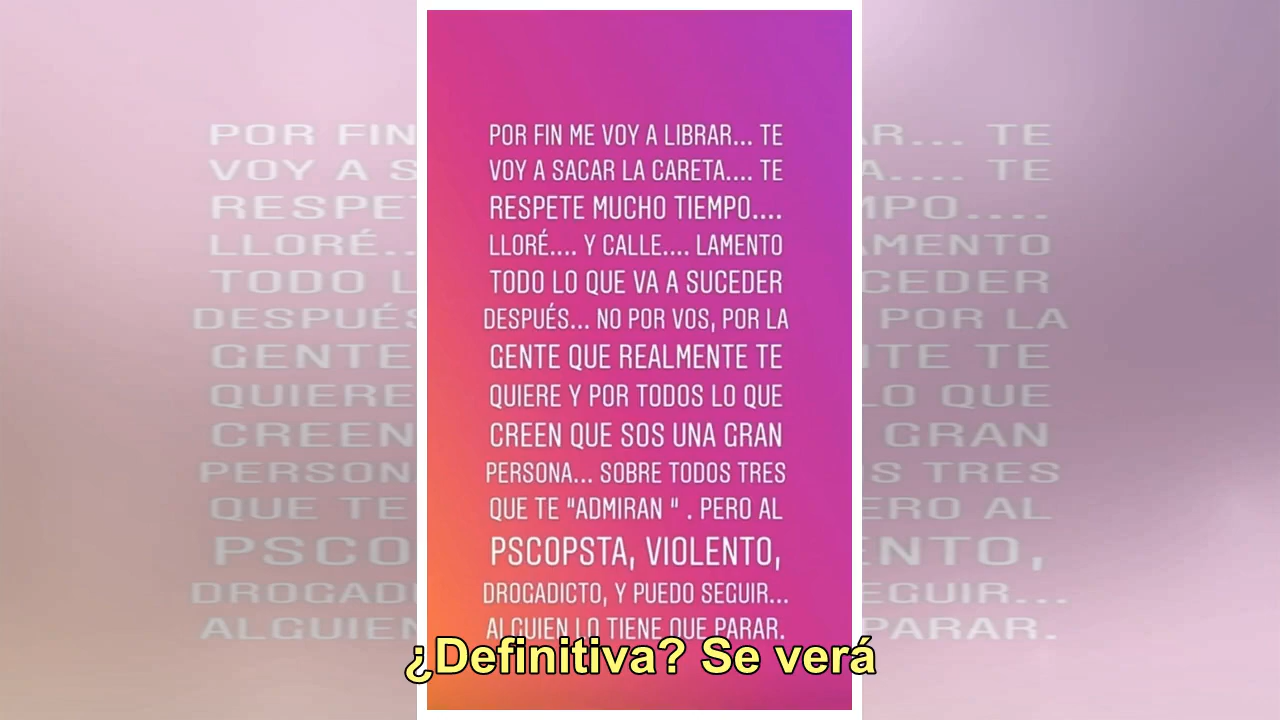 POR FIN ME VOY A LIBRAR... TE
VOY A SACAR LA CARETA.... TE
RESPETE MUCHO TIEMPO....
LLORÉ.... Y CALLE.... LAMENTO
TODO LO QUE VA A SUCEDER
DESPUÉS... NO POR VOS, POR LA
GENTE QUE REALMENTE TE
QUIERE Y POR TODOS LO QUE
CREEN QUE SOS UNA GRAN
PERSONA... SOBRE TODOS TRES
QUE TE "ADMIRAN " . PERO AL
PSCOPSTA, VIOLENTO,
DROGADICTO, Y PUEDO SEGUIR...
ALGUIEN LO TIENE QUE PARAR.
¿Definitiva? Se verá